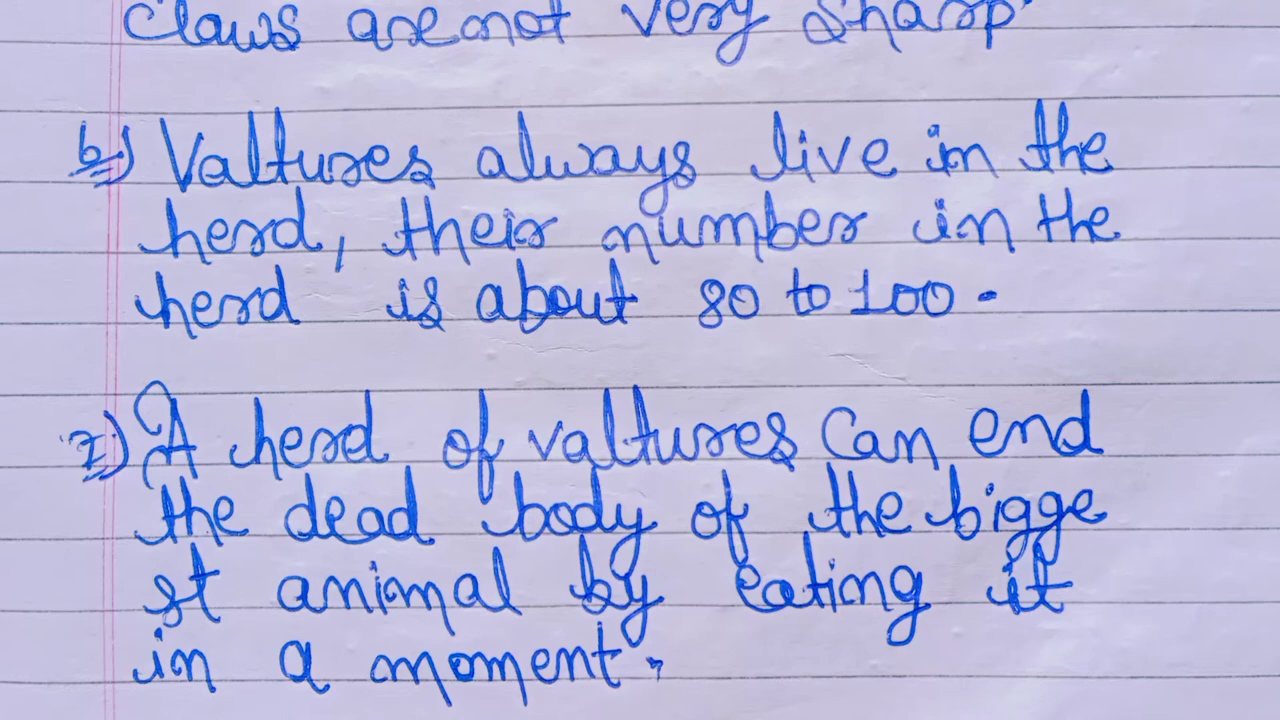 claws are not very sharp
6) Valtures always live in the
herd, their number in the
herd is about 80 to 100.
7) A herd of valtures can end
the dead body of the bigge
st animal by eating it
in a moment.